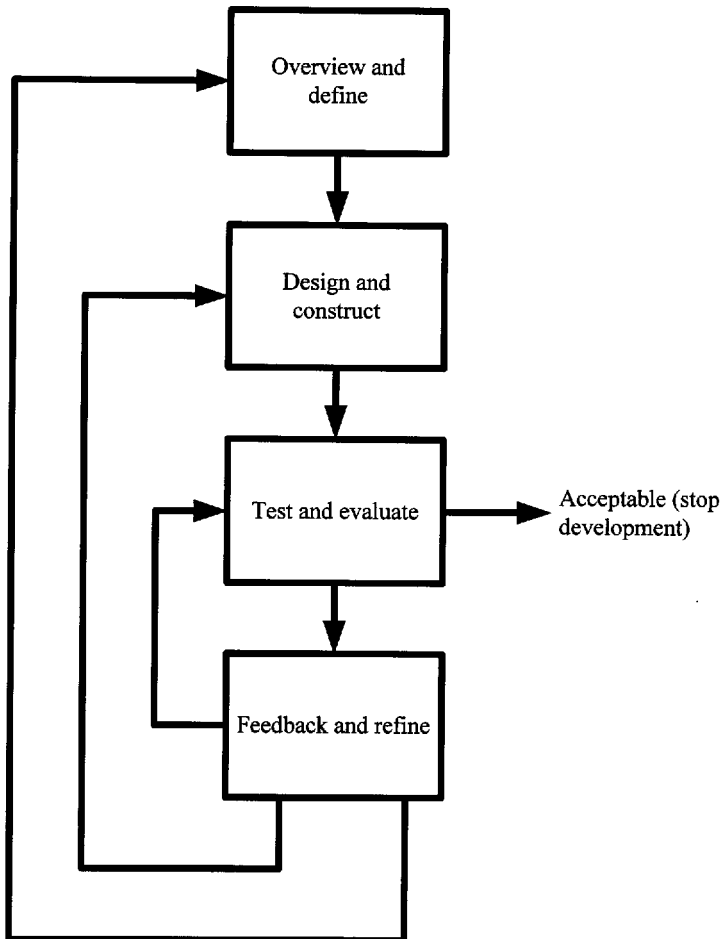 Overview and
define
Design and
construct
Test and evaluate
Acceptable (stop
development)
Feedback and refine